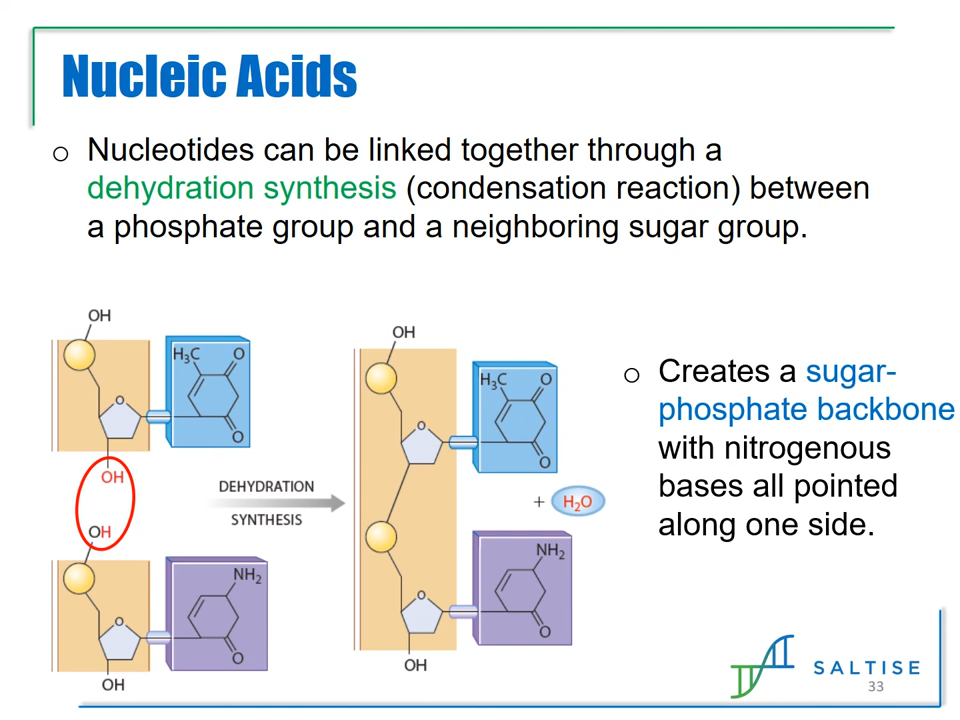 Nucleic Acids
o Nucleotides can be linked together through a
dehydration synthesis (condensation reaction) between
a phosphate group and a neighboring sugar group.
OH
H₃C O
O
O
OH
OH
NH₂
O
O
OH
DEHYDRATION
SYNTHESIS
OH
H₃C O
O
O
+ H₂O
NH₂
O
O
OH
o Creates a sugar-
phosphate backbone
with nitrogenous
bases all pointed
along one side.
SALTISE
33